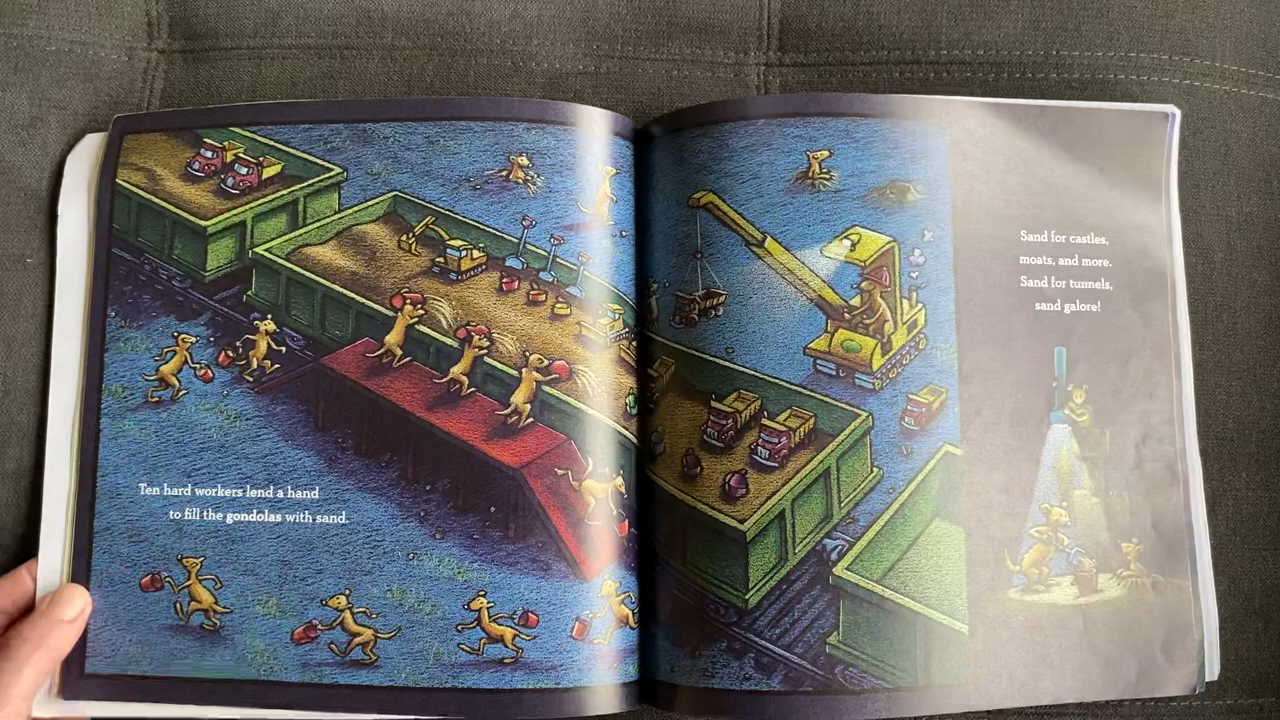 Ten hard workers lend a hand
to fill the gondolas with sand.
Sand for castles,
moats, and more.
Sand for tunnels,
sand galore!